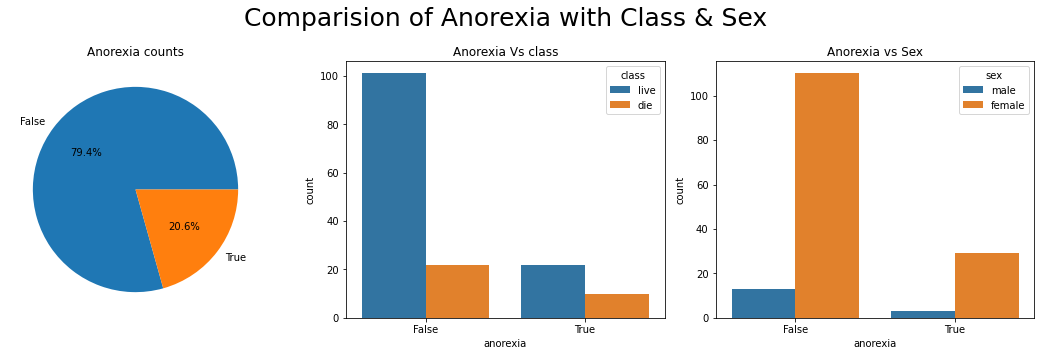 Comparision of Anorexia with Class & Sex
Anorexia counts
False
79.4%
20.6%
True
Anorexia Vs class
class
live
die
100
80
60
40
20
0
count
False True
anorexia
Anorexia vs Sex
sex
male
female
100
80
60
40
20
0
count
False True
anorexia